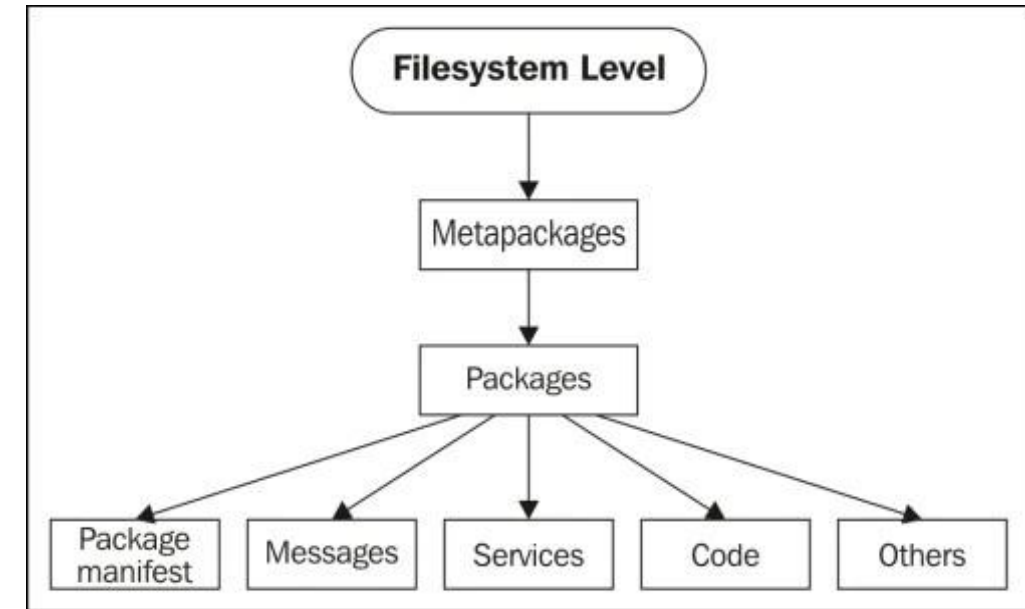 Filesystem Level
Metapackages
Packages
Package
manifest
Messages
Services
Code
Others